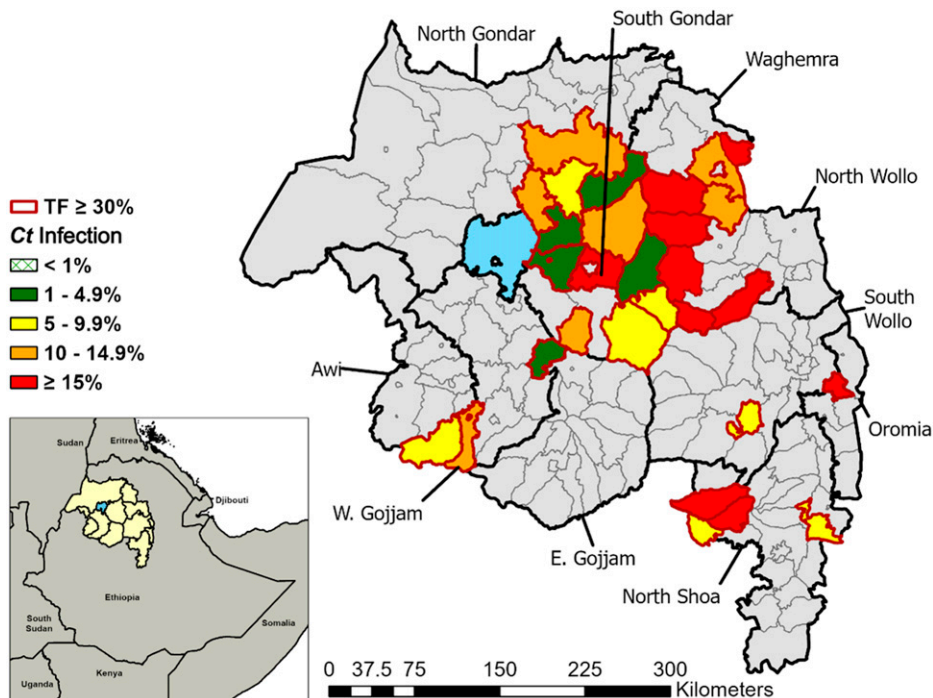 South Gondar
North Gondar
Waghemra
North Wollo
TF ≥ 30%
Ct Infection
< 1%
1 - 4.9%
5 - 9.9%
10 - 14.9%
≥ 15%
South
Wollo
Awi
Oromia
W. Gojjam
E. Gojjam
North Shoa
Sudan
Eritrea
Djibouti
Ethiopia
South
Sudan
Somalia
Uganda
Kenya
0 37.5 75 150 225 300
Kilometers